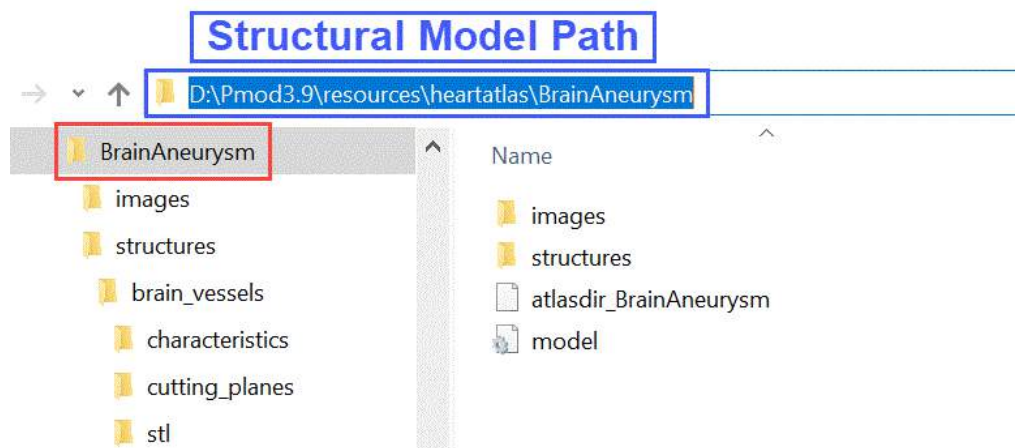 Structural Model Path
D:\Pmod3.9\resources\heartatlas\BrainAneurysm
BrainAneurysm
images
structures
brain_vessels
characteristics
cutting_planes
stl
Name
images
structures
atlasdir_BrainAneurysm
model